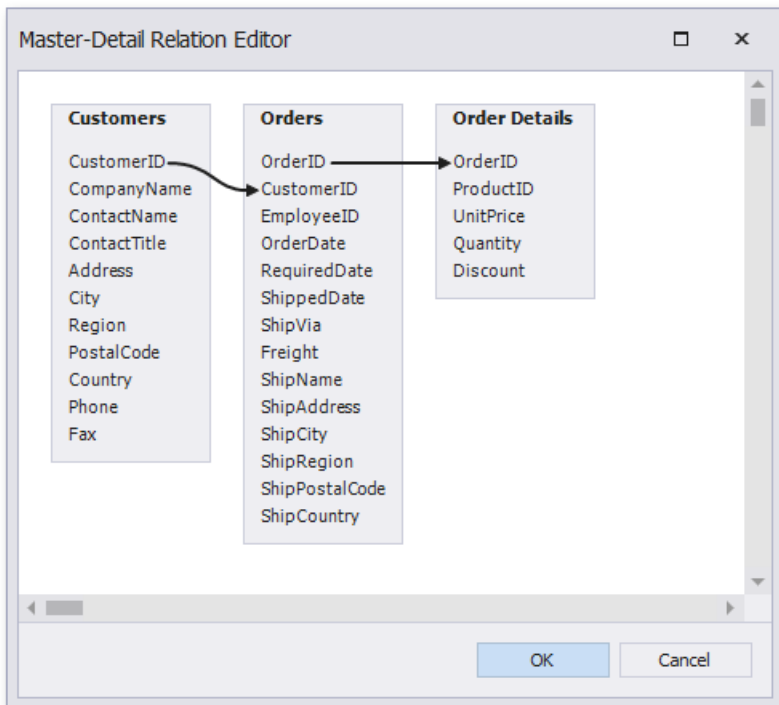 Master-Detail Relation Editor
Customers
CustomerID
CompanyName
ContactName
ContactTitle
Address
City
Region
PostalCode
Country
Phone
Fax
Orders
OrderID
CustomerID
EmployeeID
OrderDate
RequiredDate
ShippedDate
ShipVia
Freight
ShipName
ShipAddress
ShipCity
ShipRegion
ShipPostalCode
ShipCountry
Order Details
OrderID
ProductID
UnitPrice
Quantity
Discount
OK
Cancel